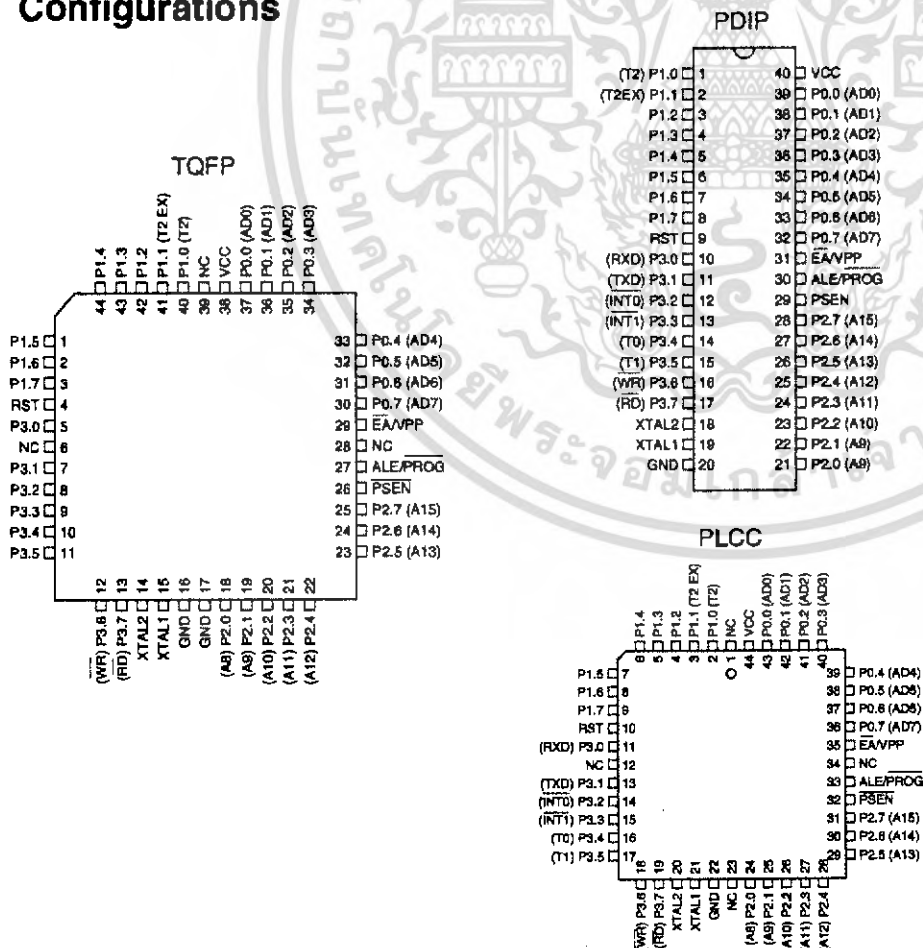 Configurations
PDIP
(T2) P1.0 1 40 VCC
(T2EX) P1.1 2 39 P0.0 (AD0)
P1.2 3 38 P0.1 (AD1)
P1.3 4 37 P0.2 (AD2)
P1.4 5 36 P0.3 (AD3)
P1.5 6 35 P0.4 (AD4)
P1.6 7 34 P0.5 (AD5)
P1.7 8 33 P0.6 (AD6)
RST 9 32 P0.7 (AD7)
(RXD) P3.0 10 31 EA/VPP
(TXD) P3.1 11 30 ALE/PROG
(INT0) P3.2 12 29 PSEN
(INT1) P3.3 13 28 P2.7 (A15)
(T0) P3.4 14 27 P2.6 (A14)
(T1) P3.5 15 26 P2.5 (A13)
(WR) P3.6 16 25 P2.4 (A12)
(RD) P3.7 17 24 P2.3 (A11)
XTAL2 18 23 P2.2 (A10)
XTAL1 19 22 P2.1 (A9)
GND 20 21 P2.0 (A8)
TQFP
44 P1.4
43 P1.3
42 P1.2
41 P1.1 (T2 EX)
40 P1.0 (T2)
39 NC
38 VCC
37 P0.0 (AD0)
36 P0.1 (AD1)
35 P0.2 (AD2)
34 P0.3 (AD3)
P1.5 1 33 P0.4 (AD4)
P1.6 2 32 P0.5 (AD5)
P1.7 3 31 P0.6 (AD6)
RST 4 30 P0.7 (AD7)
P3.0 5 29 EA/VPP
NC 6 28 NC
P3.1 7 27 ALE/PROG
P3.2 8 26 PSEN
P3.3 9 25 P2.7 (A15)
P3.4 10 24 P2.6 (A14)
P3.5 11 23 P2.5 (A13)
(WR) P3.6 12
(RD) P3.7 13
XTAL2 14
XTAL1 15
GND 16
GND 17
(A8) P2.0 18
(A9) P2.1 19
(A10) P2.2 20
(A11) P2.3 21
(A12) P2.4 22
PLCC
6 P1.4
5 P1.3
4 P1.2
3 P1.1 (T2 EX)
2 P1.0 (T2)
1 NC
44 VCC
43 P0.0 (AD0)
42 P0.1 (AD1)
41 P0.2 (AD2)
40 P0.3 (AD3)
P1.5 7 39 P0.4 (AD4)
P1.6 8 38 P0.5 (AD5)
P1.7 9 37 P0.6 (AD6)
RST 10 36 P0.7 (AD7)
(RXD) P3.0 11 35 EA/VPP
NC 12 34 NC
(TXD) P3.1 13 33 ALE/PROG
(INT0) P3.2 14 32 PSEN
(INT1) P3.3 15 31 P2.7 (A15)
(T0) P3.4 16 30 P2.6 (A14)
(T1) P3.5 17 29 P2.5 (A13)
(WR) P3.6 18
(RD) P3.7 19
XTAL2 20
XTAL1 21
GND 22
NC 23
(A8) P2.0 24
(A9) P2.1 25
(A10) P2.2 26
(A11) P2.3 27
(A12) P2.4 28